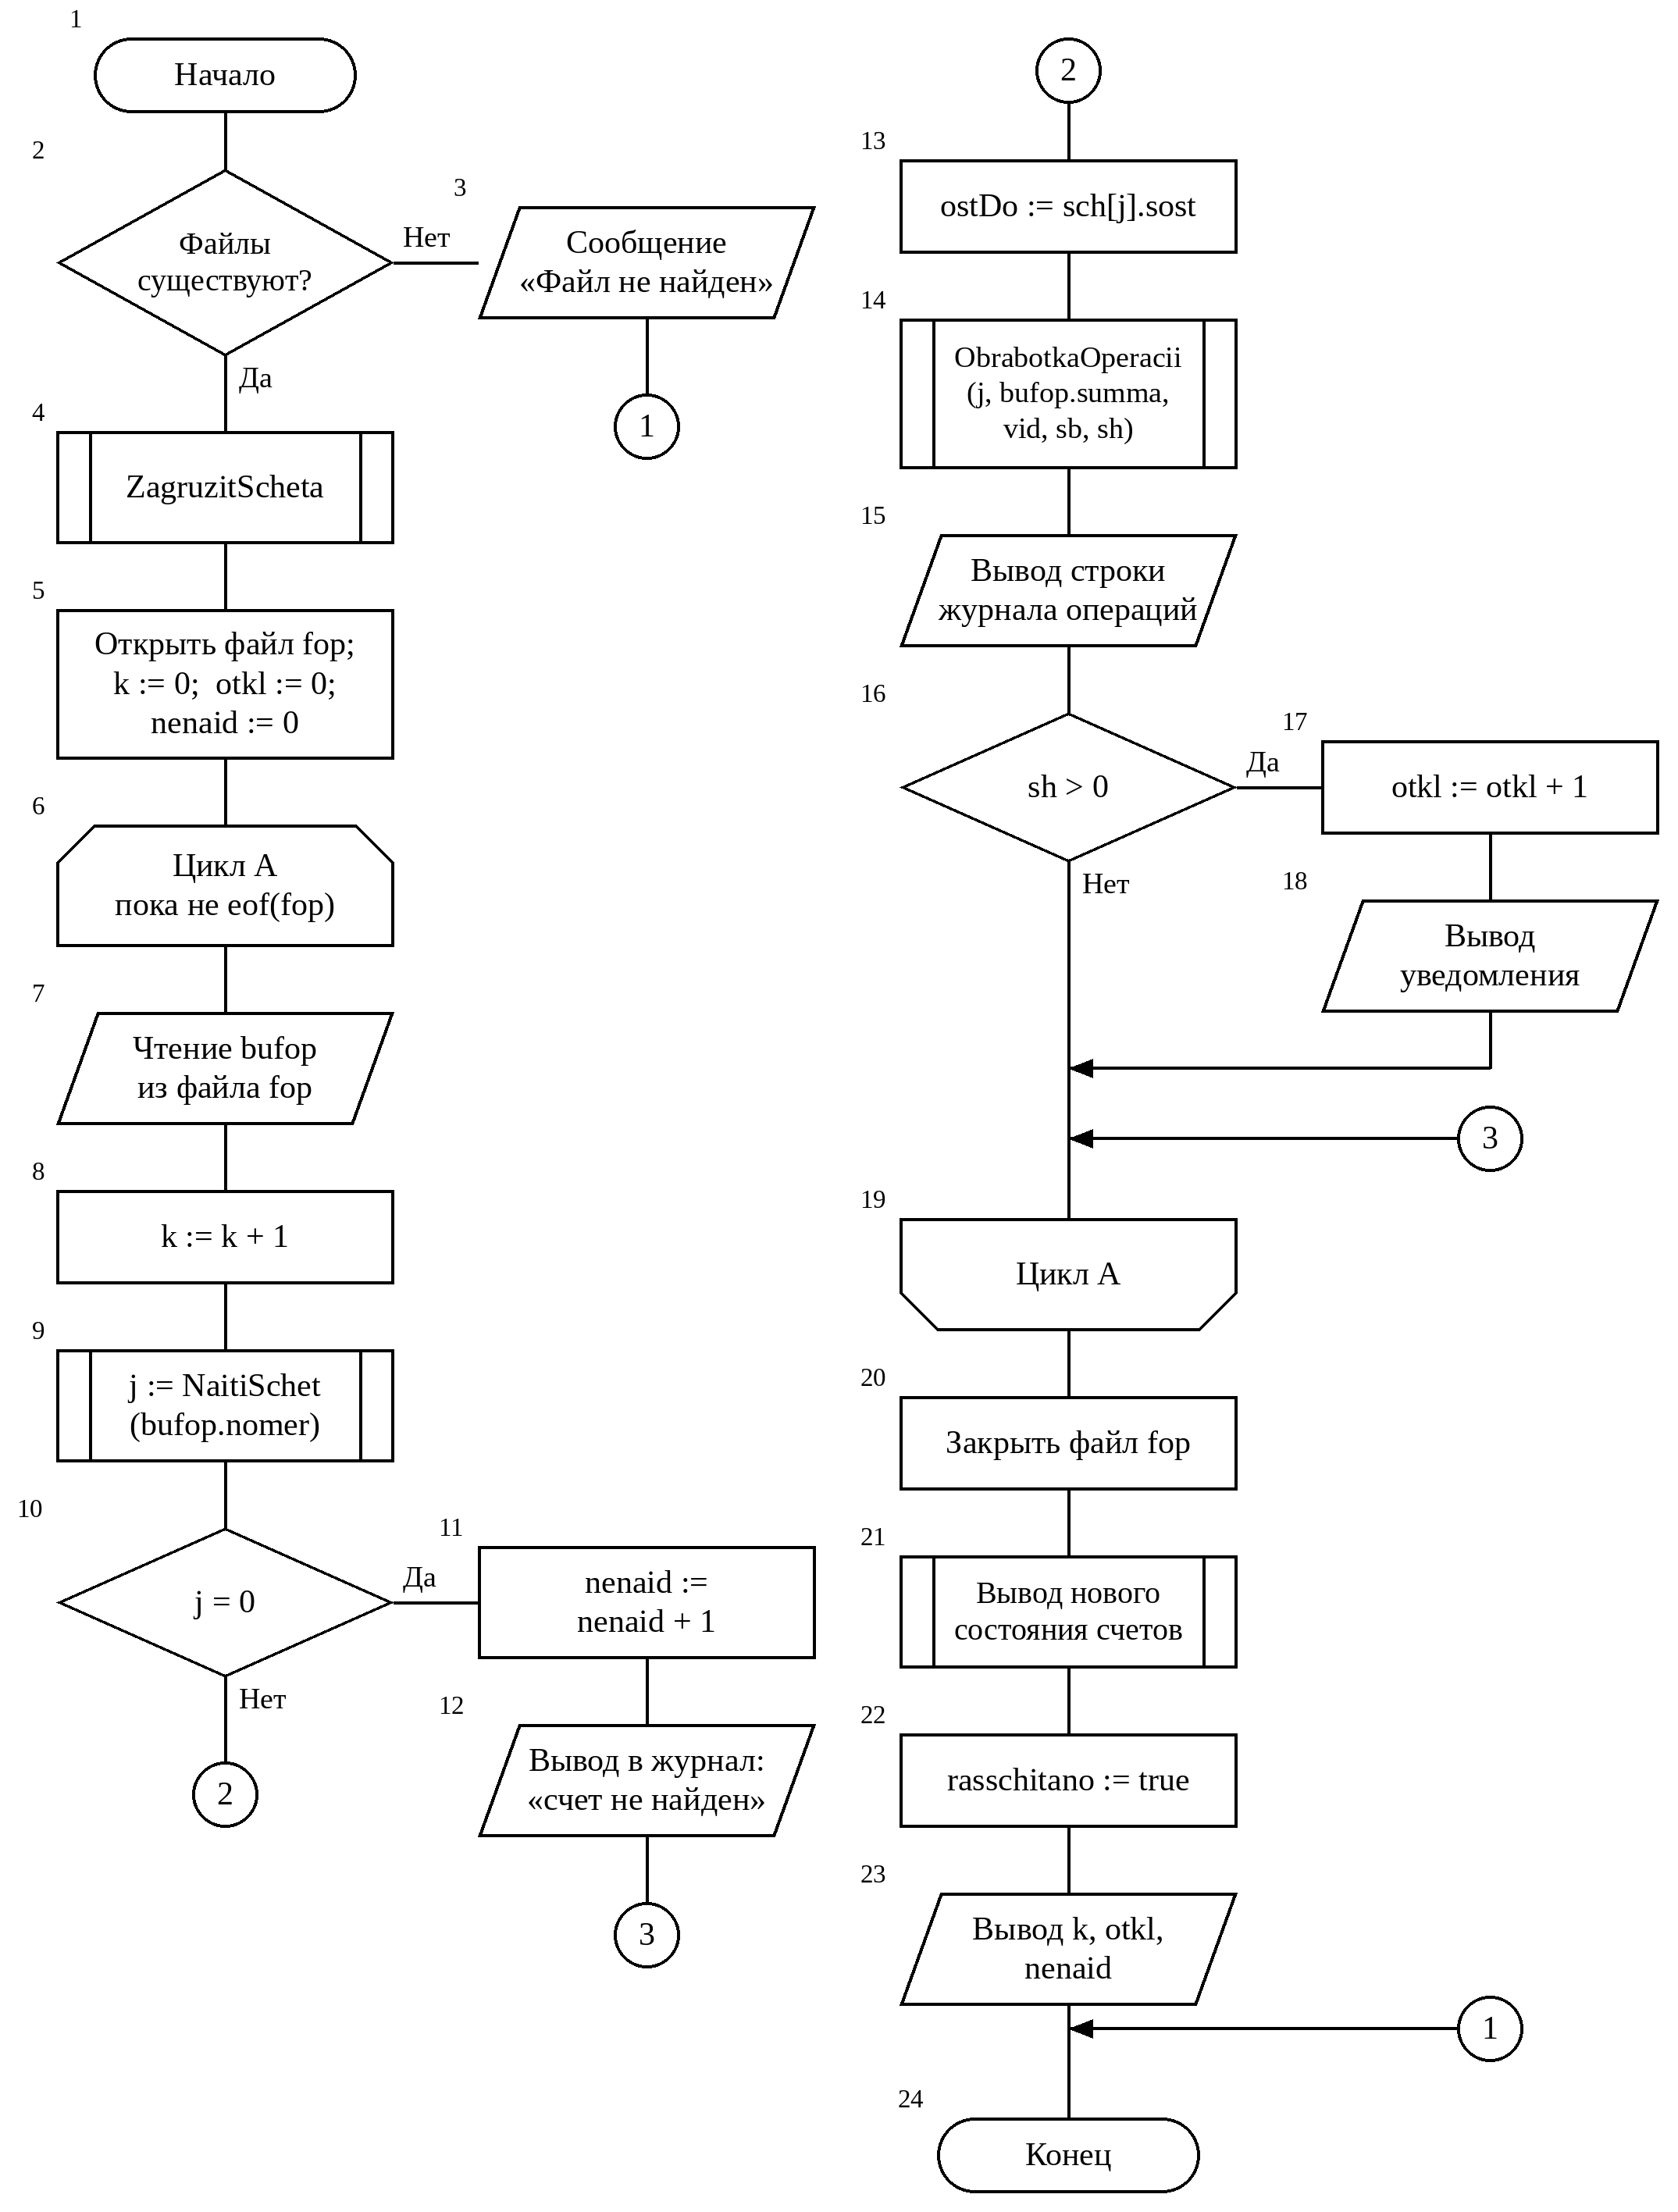 1
Начало
2
Файлы
существуют?
Нет
3
Сообщение
«Файл не найден»
1
Да
4
ZagruzitScheta
5
Открыть файл fop;
k := 0;  otkl := 0;
nenaid := 0
6
Цикл А
пока не eof(fop)
7
Чтение bufop
из файла fop
8
k := k + 1
9
j := NaitiSchet
(bufop.nomer)
10
j = 0
Да
11
nenaid :=
nenaid + 1
12
Вывод в журнал:
«счет не найден»
3
Нет
2
2
13
ostDo := sch[j].sost
14
ObrabotkaOperacii
(j, bufop.summa,
vid, sb, sh)
15
Вывод строки
журнала операций
16
sh > 0
Да
17
otkl := otkl + 1
18
Вывод
уведомления
Нет
3
19
Цикл А
20
Закрыть файл fop
21
Вывод нового
состояния счетов
22
rasschitano := true
23
Вывод k, otkl,
nenaid
1
24
Конец